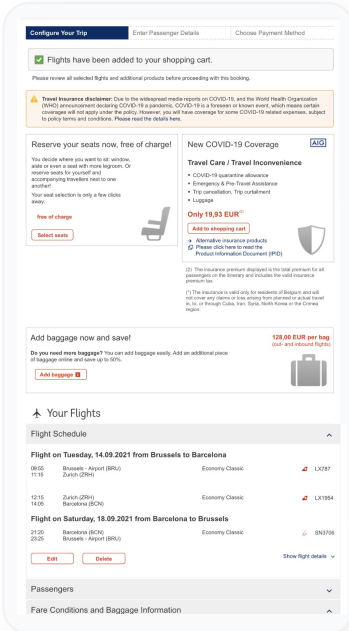 Configure Your Trip
Enter Passenger Details
Choose Payment Method
Flights have been added to your shopping cart.
Please review all selected flights and additional products before proceeding with this booking.
Travel Insurance disclaimer: Due to the widespread media reports on COVID-19, and the World Health Organization
(WHO) announcement declaring COVID-19 a pandemic, COVID-19 is a foreseen or known event, which means certain
coverages will not apply under the policy. However, you will have coverage for some COVID-19 related expenses, subject
to policy terms and conditions. Please read the details here.
Reserve your seats now, free of charge!
You decide where you want to sit: window,
aisle or even a seat with more legroom. Or
reserve seats for yourself and
accompanying travellers next to one
another!
Your seat selection is only a few clicks
away.
free of charge
Select seats
New COVID-19 Coverage
AIG
Travel Care / Travel Inconvenience
• COVID-19 quarantine allowance
• Emergency & Pre-Travel Assistance
• Trip cancellation, Trip curtailment
• Luggage
Only 19,93 EUR
Add to shopping cart
Alternative insurance products
Please click here to read the
Product Information Document (IPID)
(2) The insurance premium displayed is the total premium for all
passengers on the itinerary and includes the valid insurance
premium tax.
(*) The insurance is valid only for residents of Belgium and will
not cover any claims or loss arising from planned or actual travel
in, to, or through Cuba, Iran, Syria, North Korea or the Crimea
region.
Add baggage now and save!
Do you need more baggage? You can add baggage easily. Add an additional piece
of baggage online and save up to 50%.
Add baggage
128,00 EUR per bag
(out- and inbound flights)
Your Flights
Flight Schedule
Flight on Tuesday, 14.09.2021 from Brussels to Barcelona
09:55 Brussels - Airport (BRU) Economy Classic LX787
11:15 Zurich (ZRH)
12:15 Zurich (ZRH) Economy Classic LX1954
14:05 Barcelona (BCN)
Flight on Saturday, 18.09.2021 from Barcelona to Brussels
21:20 Barcelona (BCN) Economy Classic SN3706
23:25 Brussels - Airport (BRU)
Edit
Delete
Show flight details
Passengers
Fare Conditions and Baggage Information